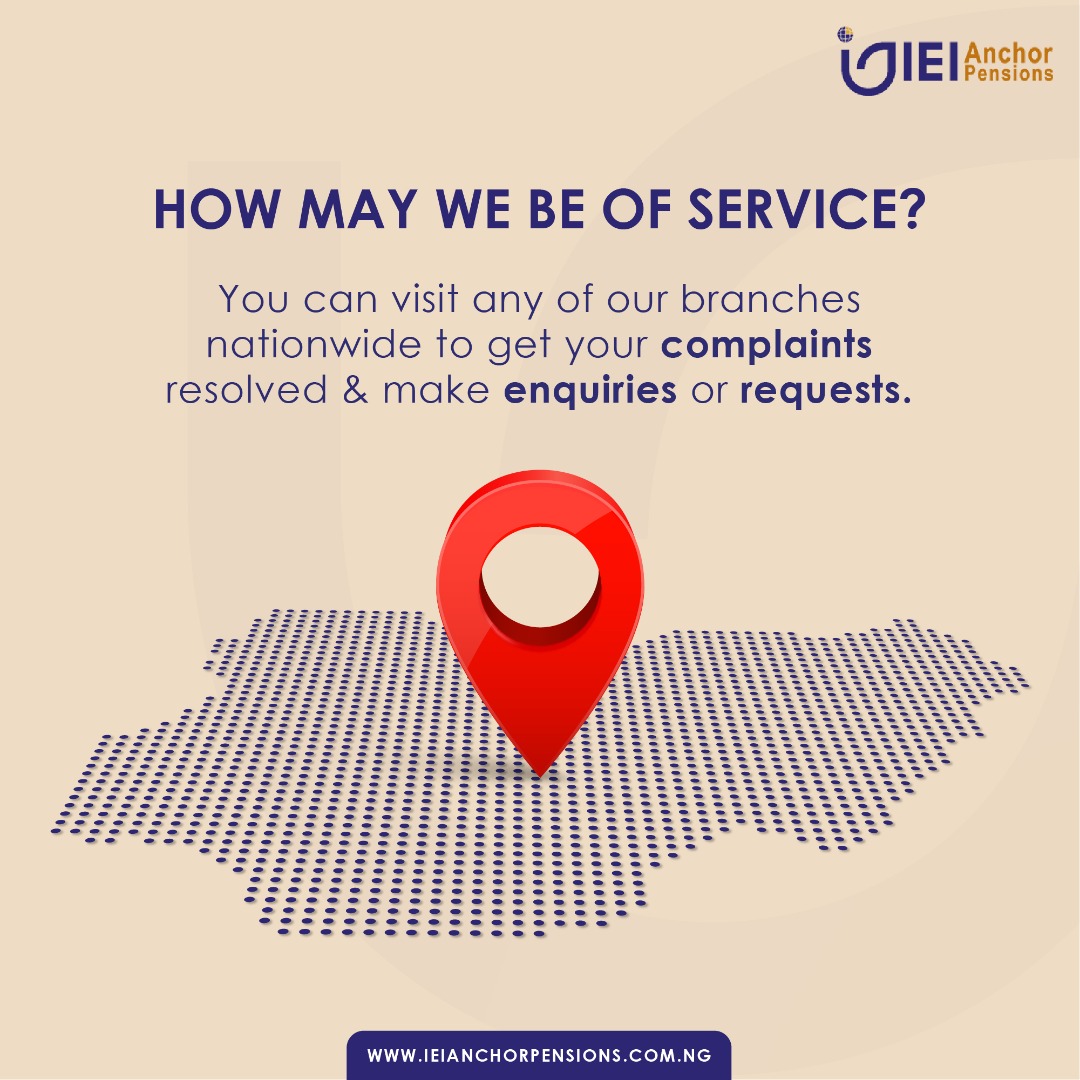 IEI Anchor
Pensions
HOW MAY WE BE OF SERVICE?
You can visit any of our branches
nationwide to get your complaints
resolved & make enquiries or requests.
WWW.IEIANCHORPENSIONS.COM.NG